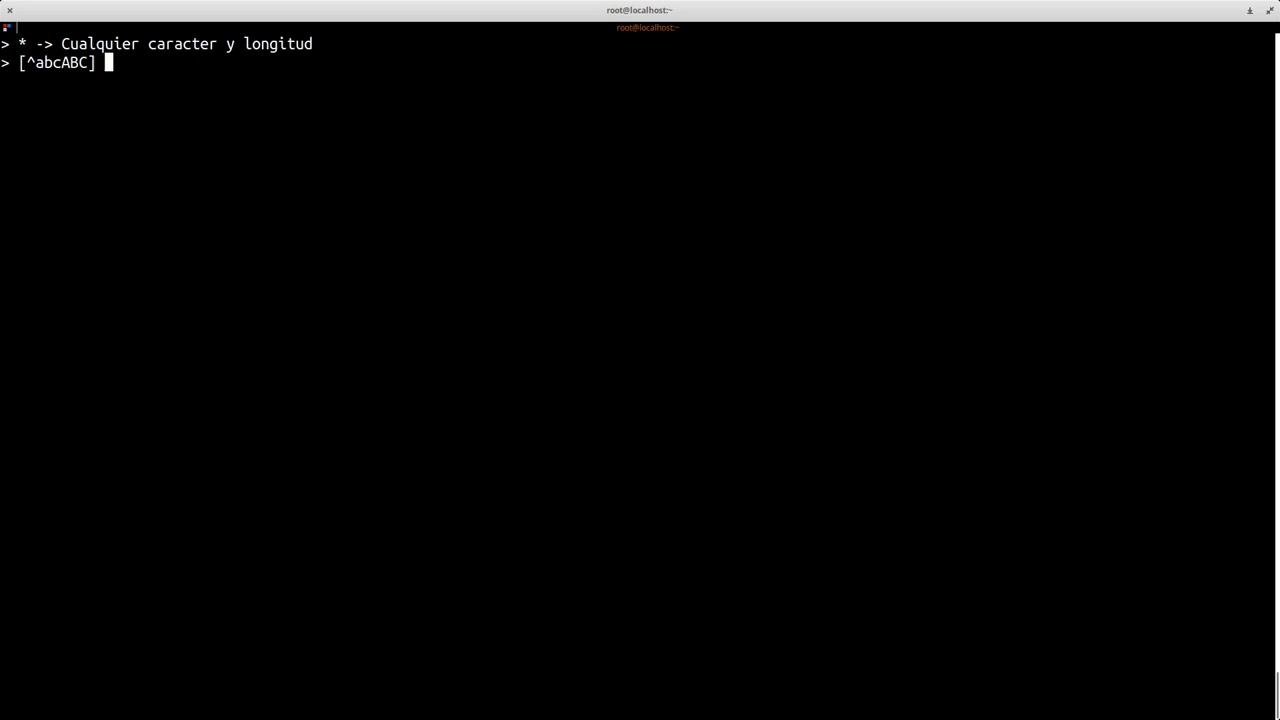 root@localhost:~
root@localhost:~
> * -> Cualquier caracter y longitud
> [^abcABC]